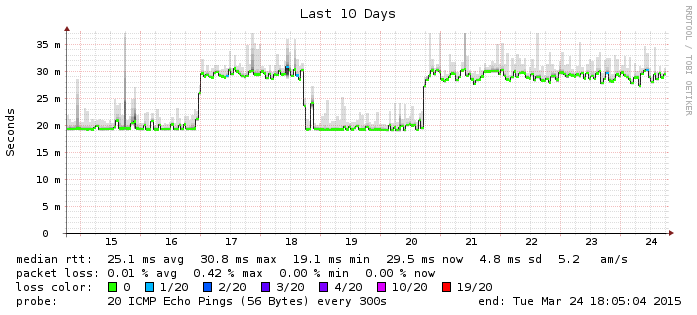 Last 10 Days
RRDTOOL / TOBI OETIKER
Seconds
35 m
30 m
25 m
20 m
15 m
10 m
5 m
0
15 16 17 18 19 20 21 22 23 24
median rtt: 25.1 ms avg 30.8 ms max 19.1 ms min 29.5 ms now 4.8 ms sd 5.2 am/s
packet loss: 0.01 % avg 0.42 % max 0.00 % min 0.00 % now
loss color: 0 1/20 2/20 3/20 4/20 10/20 19/20
probe: 20 ICMP Echo Pings (56 Bytes) every 300s end: Tue Mar 24 18:05:04 2015